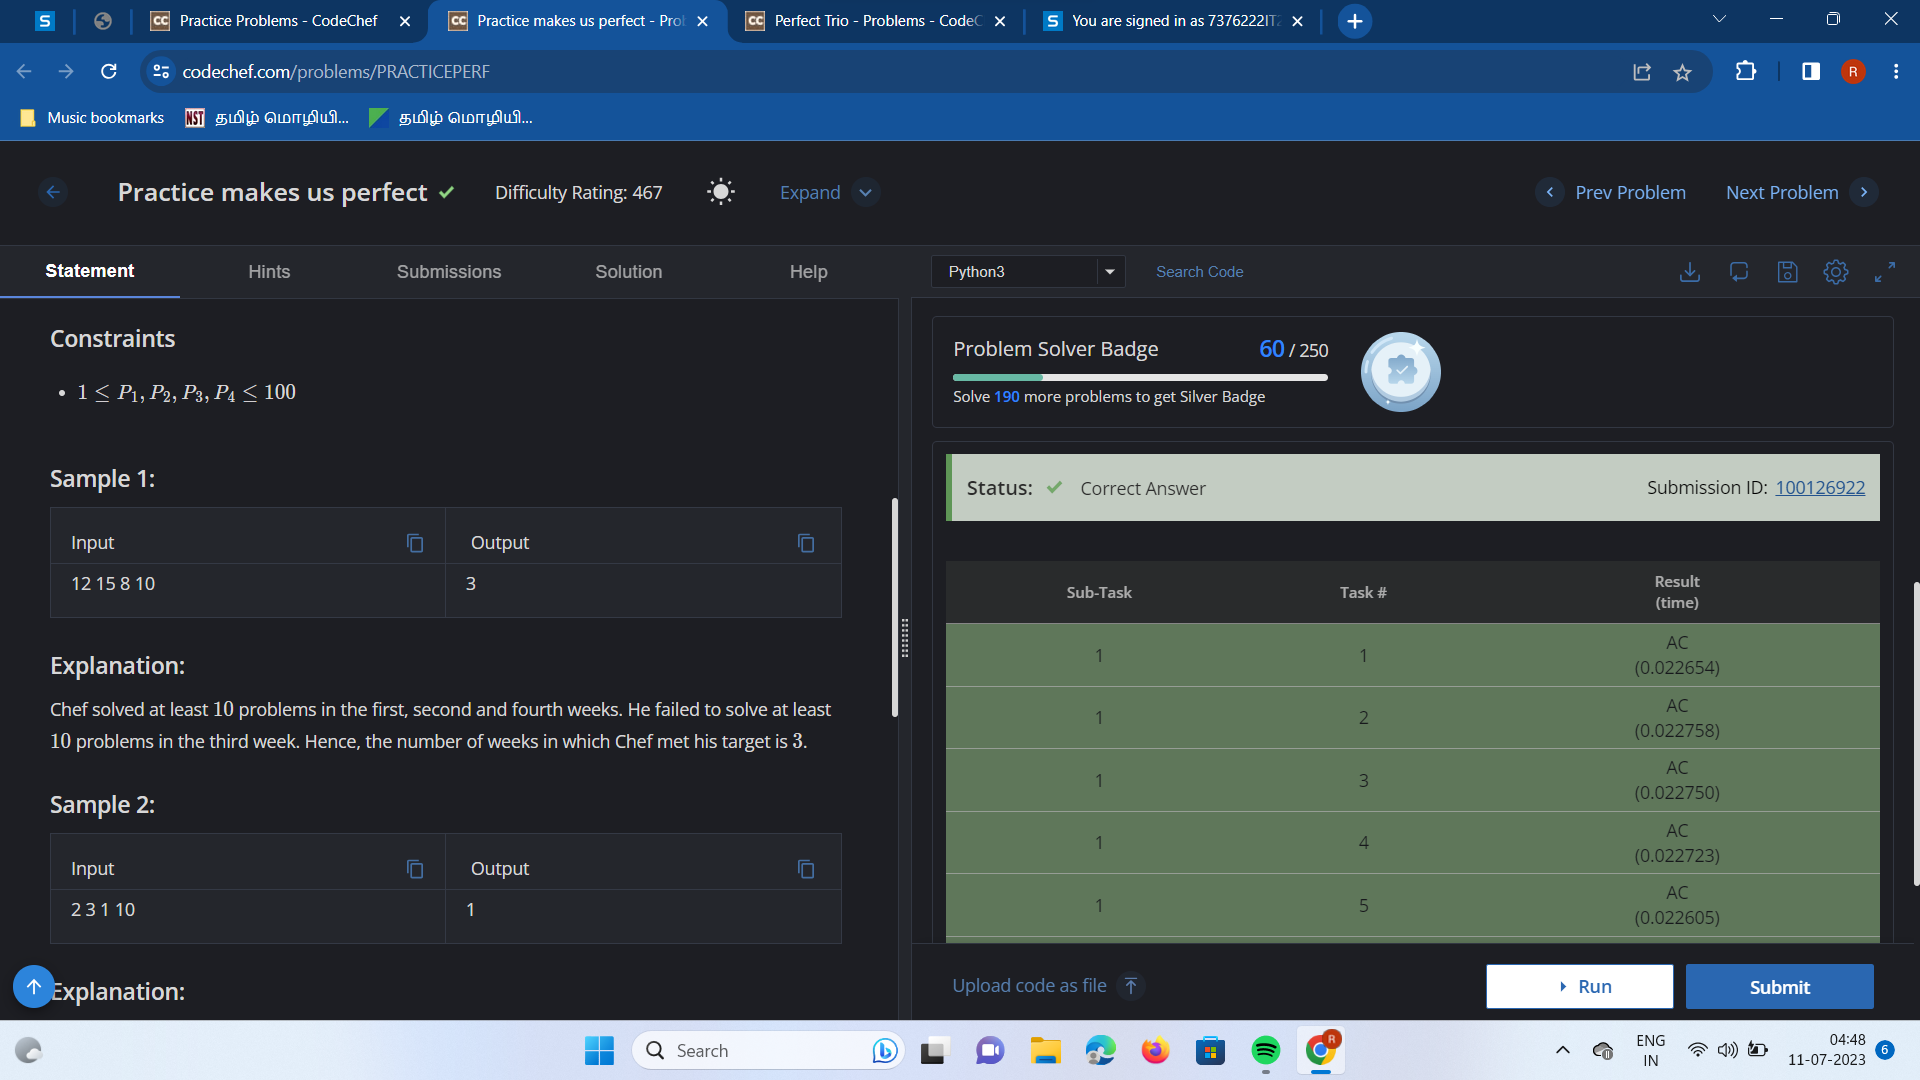 Practice Problems - CodeChef
Practice makes us perfect - Prob
Perfect Trio - Problems - CodeC
You are signed in as 7376222IT2
codechef.com/problems/PRACTICEPERF
R
Music bookmarks
NST
தமிழ் மொழியி...
தமிழ் மொழியி...
Practice makes us perfect
Difficulty Rating: 467
Expand
Prev Problem
Next Problem
Statement
Hints
Submissions
Solution
Help
Python3
Search Code
Constraints
• 1 ≤ P1, P2, P3, P4 ≤ 100
Sample 1:
Input
Output
12 15 8 10
3
Explanation:
Chef solved at least 10 problems in the first, second and fourth weeks. He failed to solve at least
10 problems in the third week. Hence, the number of weeks in which Chef met his target is 3.
Sample 2:
Input
Output
2 3 1 10
1
Explanation:
Problem Solver Badge
60 / 250
Solve 190 more problems to get Silver Badge
Status:
Correct Answer
Submission ID: 100126922
Sub-Task
Task #
Result
(time)
1
1
AC
(0.022654)
1
2
AC
(0.022758)
1
3
AC
(0.022750)
1
4
AC
(0.022723)
1
5
AC
(0.022605)
Upload code as file
Run
Submit
Search
R
ENG
IN
04:48
11-07-2023
6